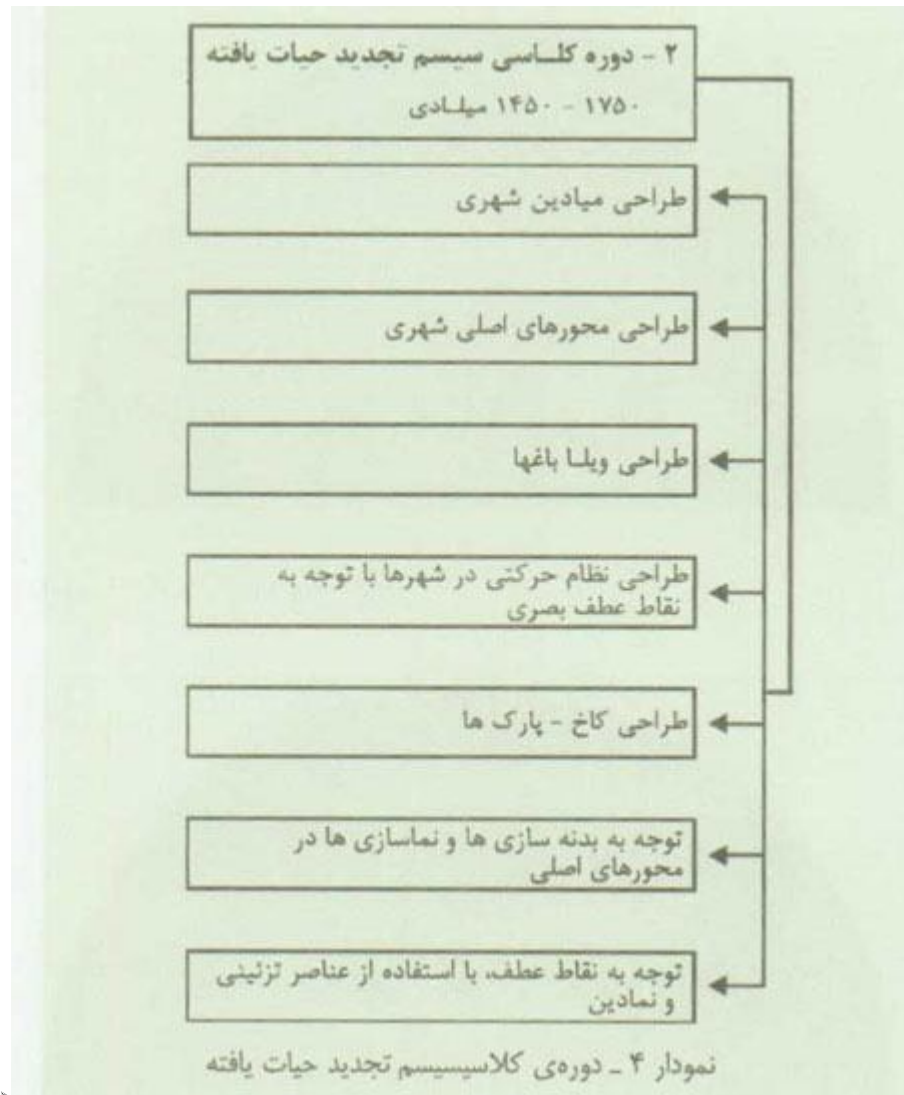 ۲ - دوره کلاسی سیسم تجدید حیات یافته
۱۷۵۰ - ۱۴۵۰ میلادی
طراحی میادین شهری
طراحی محورهای اصلی شهری
طراحی ویلا باغها
طراحی نظام حرکتی در شهرها با توجه به
نقاط عطف بصری
طراحی کاخ - پارک ها
توجه به بدنه سازی ها و نماسازی ها در
محورهای اصلی
توجه به نقاط عطف، با استفاده از عناصر تزئینی
و نمادین
نمودار ۴ ـ دوره‌ی کلاسیسیسم تجدید حیات یافته